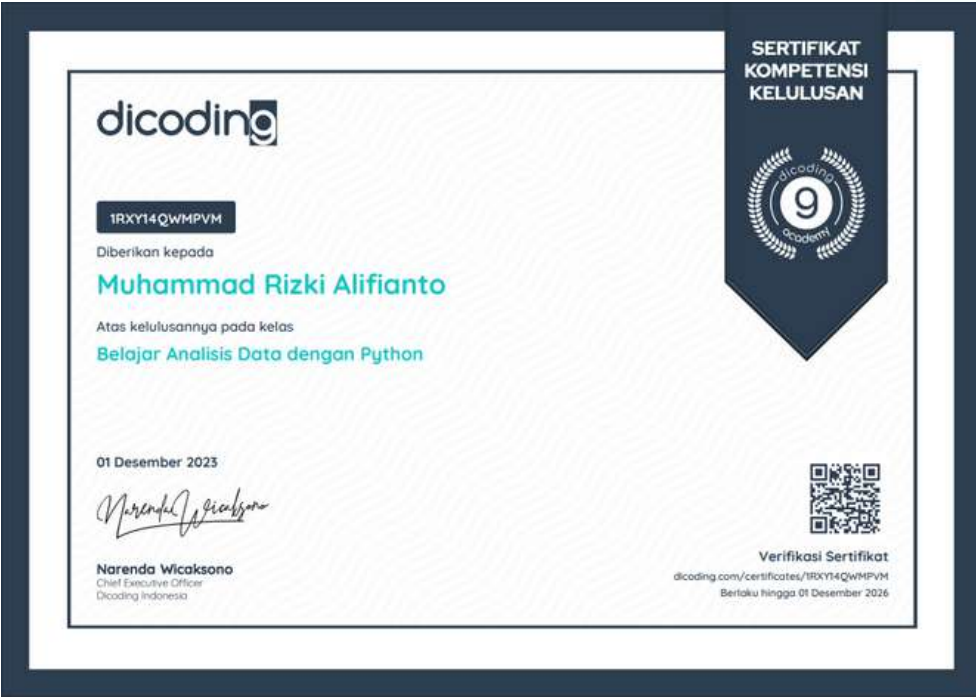 SERTIFIKAT
KOMPETENSI
KELULUSAN
dicoding
dicoding
9
academy
1RXY14QWMPVM
Diberikan kepada
Muhammad Rizki Alifianto
Atas kelulusannya pada kelas
Belajar Analisis Data dengan Python
01 Desember 2023
Narenda Wicaksono
Narenda Wicaksono
Chief Executive Officer
Dicoding Indonesia
Verifikasi Sertifikat
dicoding.com/certificates/1RXY14QWMPVM
Berlaku hingga 01 Desember 2026